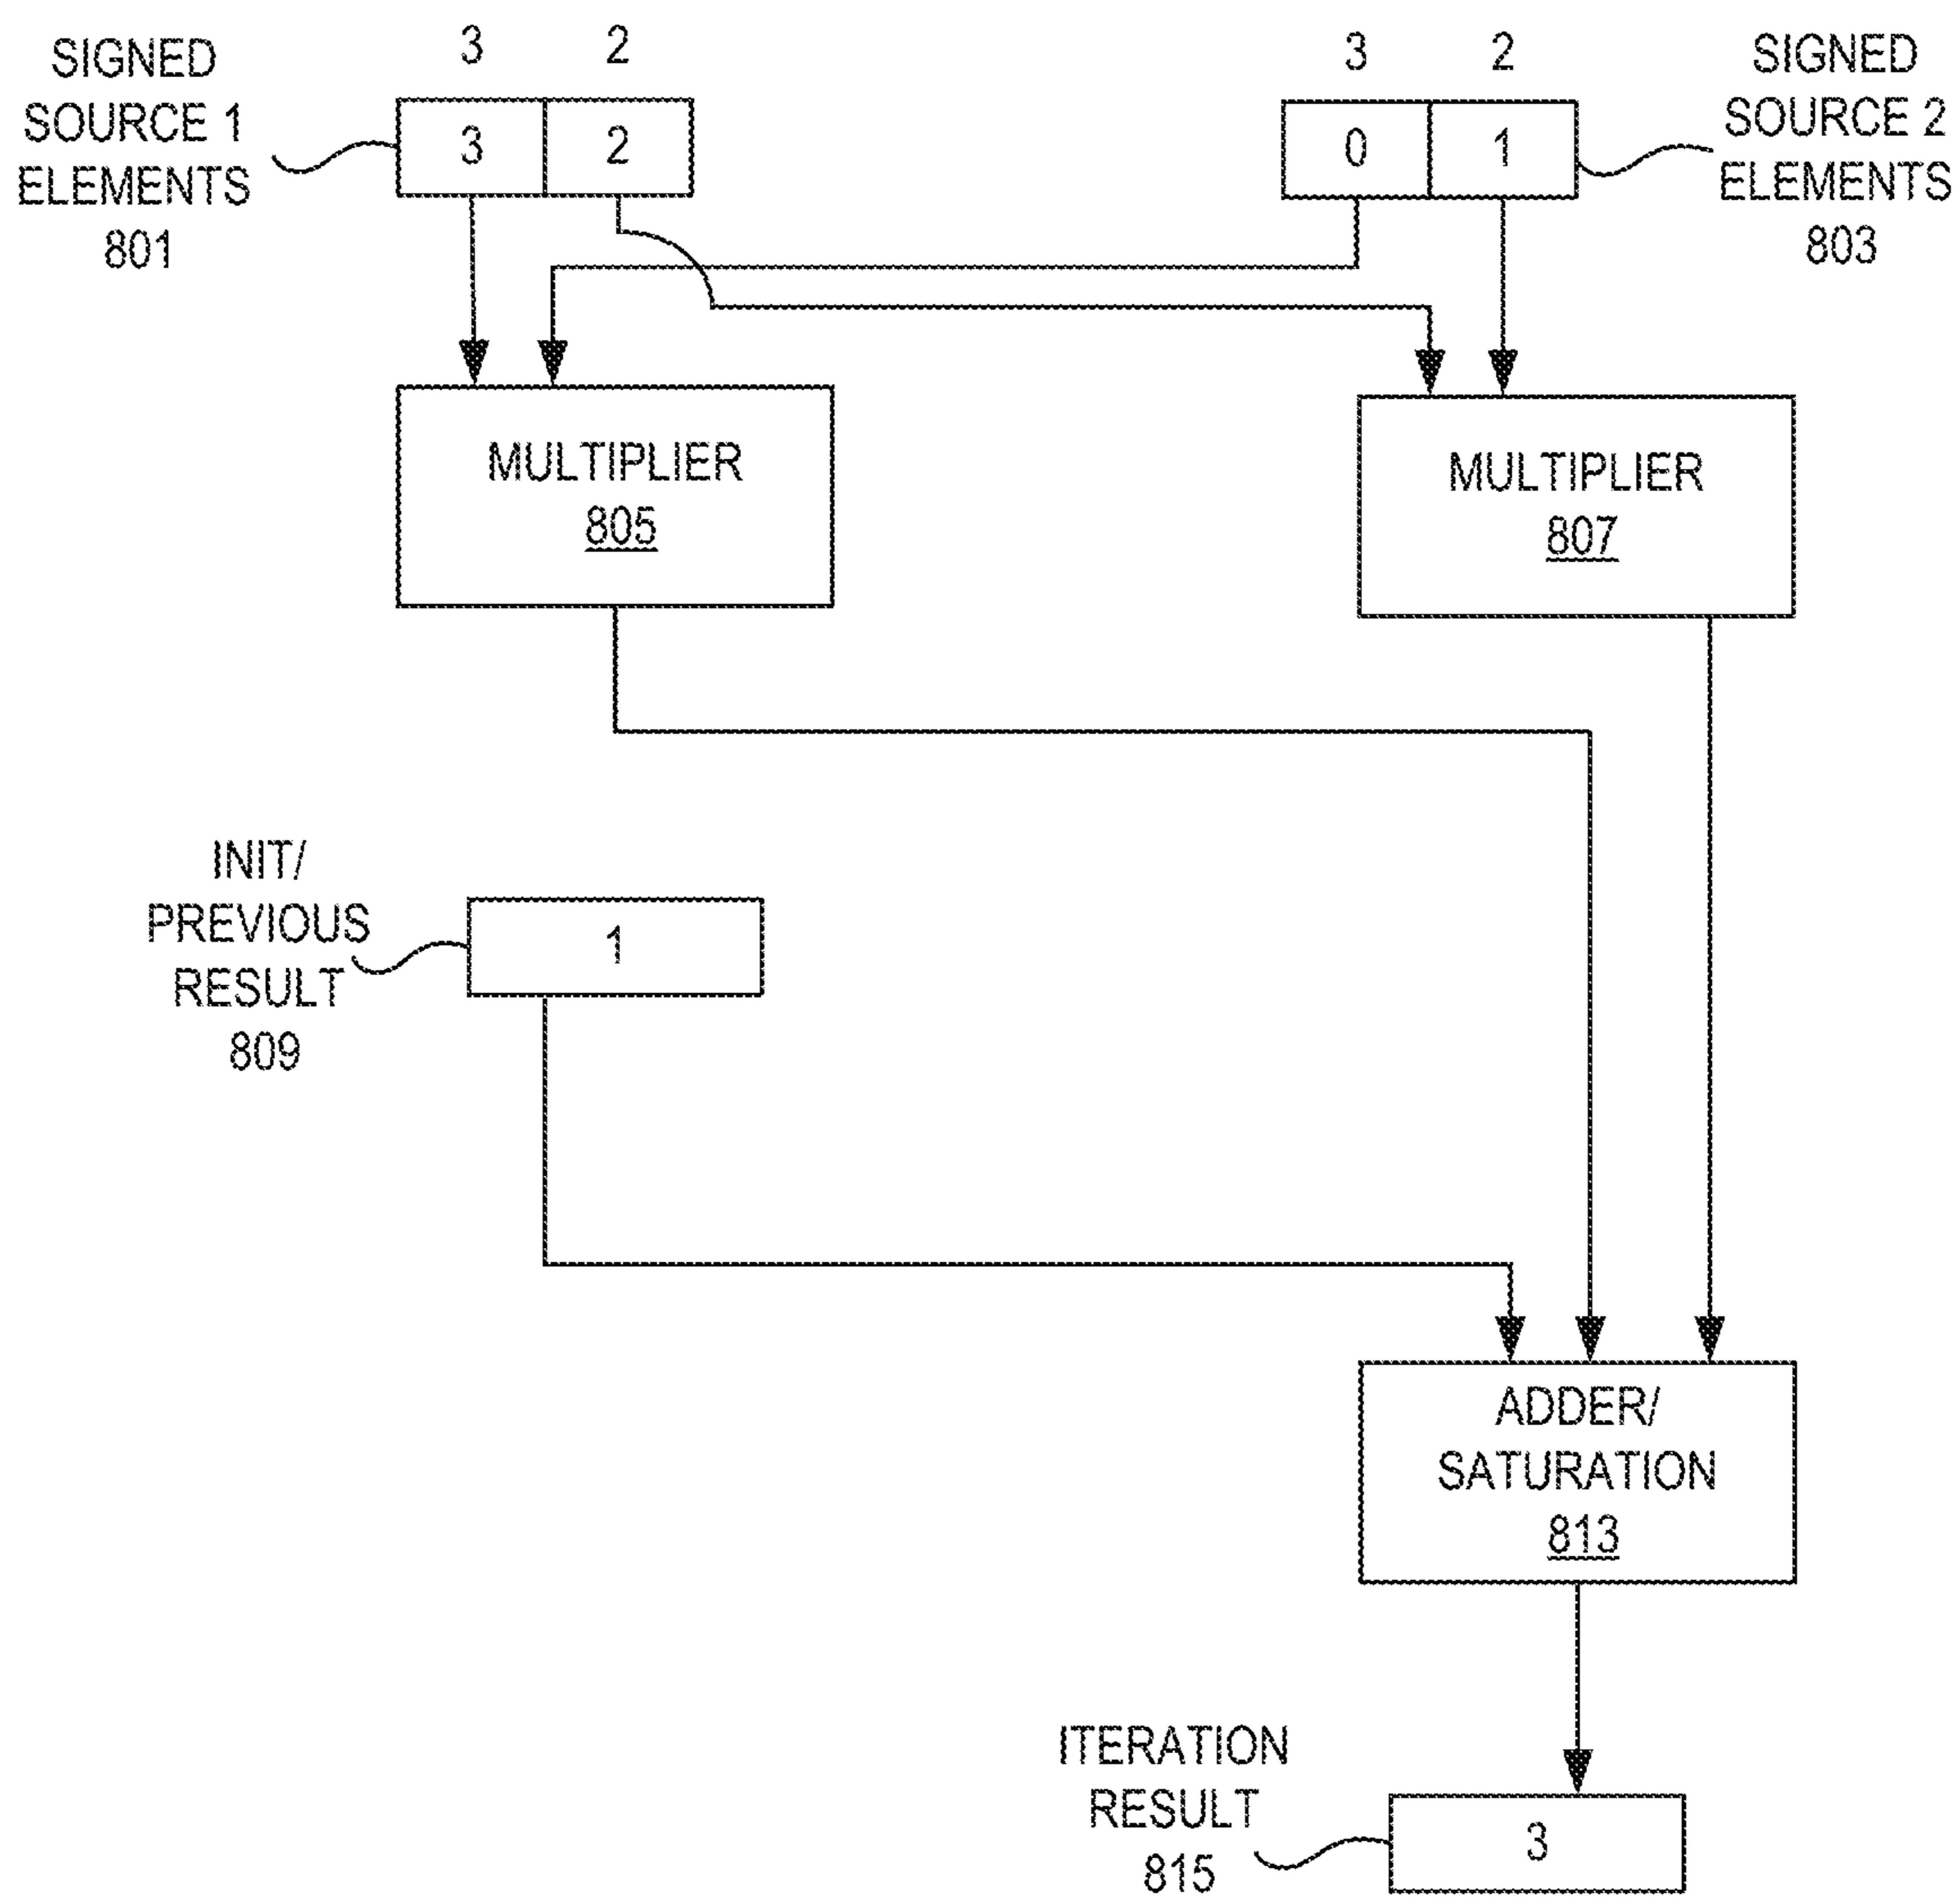 SIGNED
SOURCE 1
ELEMENTS
801
3 2
3 2
3 2
0 1
SIGNED
SOURCE 2
ELEMENTS
803
MULTIPLIER
805
MULTIPLIER
807
INIT/
PREVIOUS
RESULT
809
1
ADDER/
SATURATION
813
ITERATION
RESULT
815
3